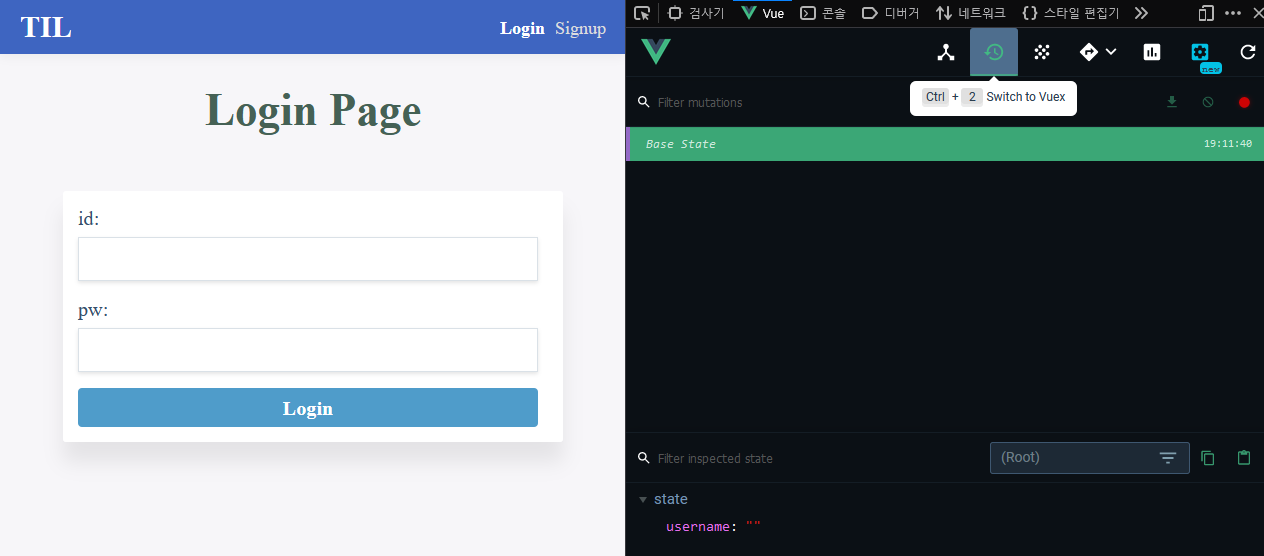 TIL
Login Signup
Login Page
id:
pw:
Login
검사기 Vue 콘솔 디버거 네트워크 스타일 편집기
new
Ctrl + 2 Switch to Vuex
Filter mutations
Base State 19:11:40
Filter inspected state (Root)
state
username: ""